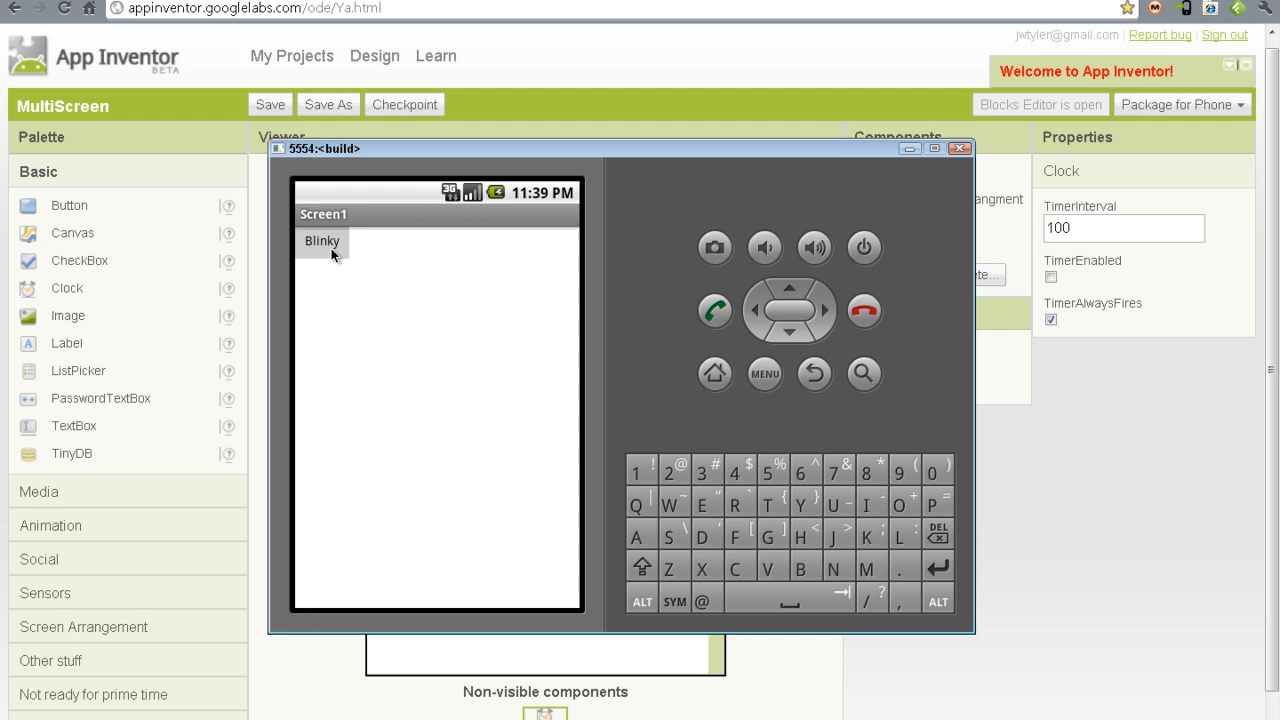 appinventor.googlelabs.com/ode/Ya.html
jwtyler@gmail.com | Report bug | Sign out
App Inventor
BETA
My Projects Design Learn
Welcome to App Inventor!
MultiScreen
Save Save As Checkpoint
Blocks Editor is open Package for Phone
Palette
Viewer
Components
Properties
5554:<build>
Basic
Button
Canvas
CheckBox
Clock
Image
Label
ListPicker
PasswordTextBox
TextBox
TinyDB
Media
Animation
Social
Sensors
Screen Arrangement
Other stuff
Not ready for prime time
3G 11:39 PM
Screen1
Blinky
MENU
1 ! 2 @ 3 # 4 $ 5 % 6 ^ 7 & 8 * 9 ( 0 )
Q | W ~ E " R ` T { Y } U _ I - O + P =
A S \ D ' F [ G ] H < J > K ; L : DEL
Z X C V B N M .
ALT SYM @ / ? , ALT
angment
ete...
Clock
TimerInterval
100
TimerEnabled
TimerAlwaysFires
Non-visible components